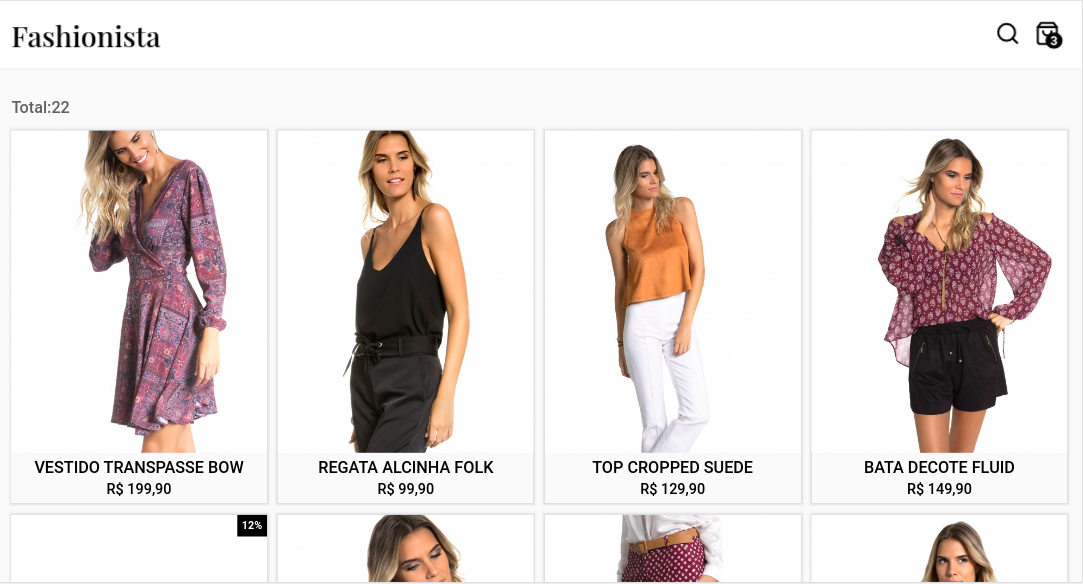 Fashionista
3
Total:22
VESTIDO TRANSPASSE BOW
R$ 199,90
REGATA ALCINHA FOLK
R$ 99,90
TOP CROPPED SUEDE
R$ 129,90
BATA DECOTE FLUID
R$ 149,90
12%